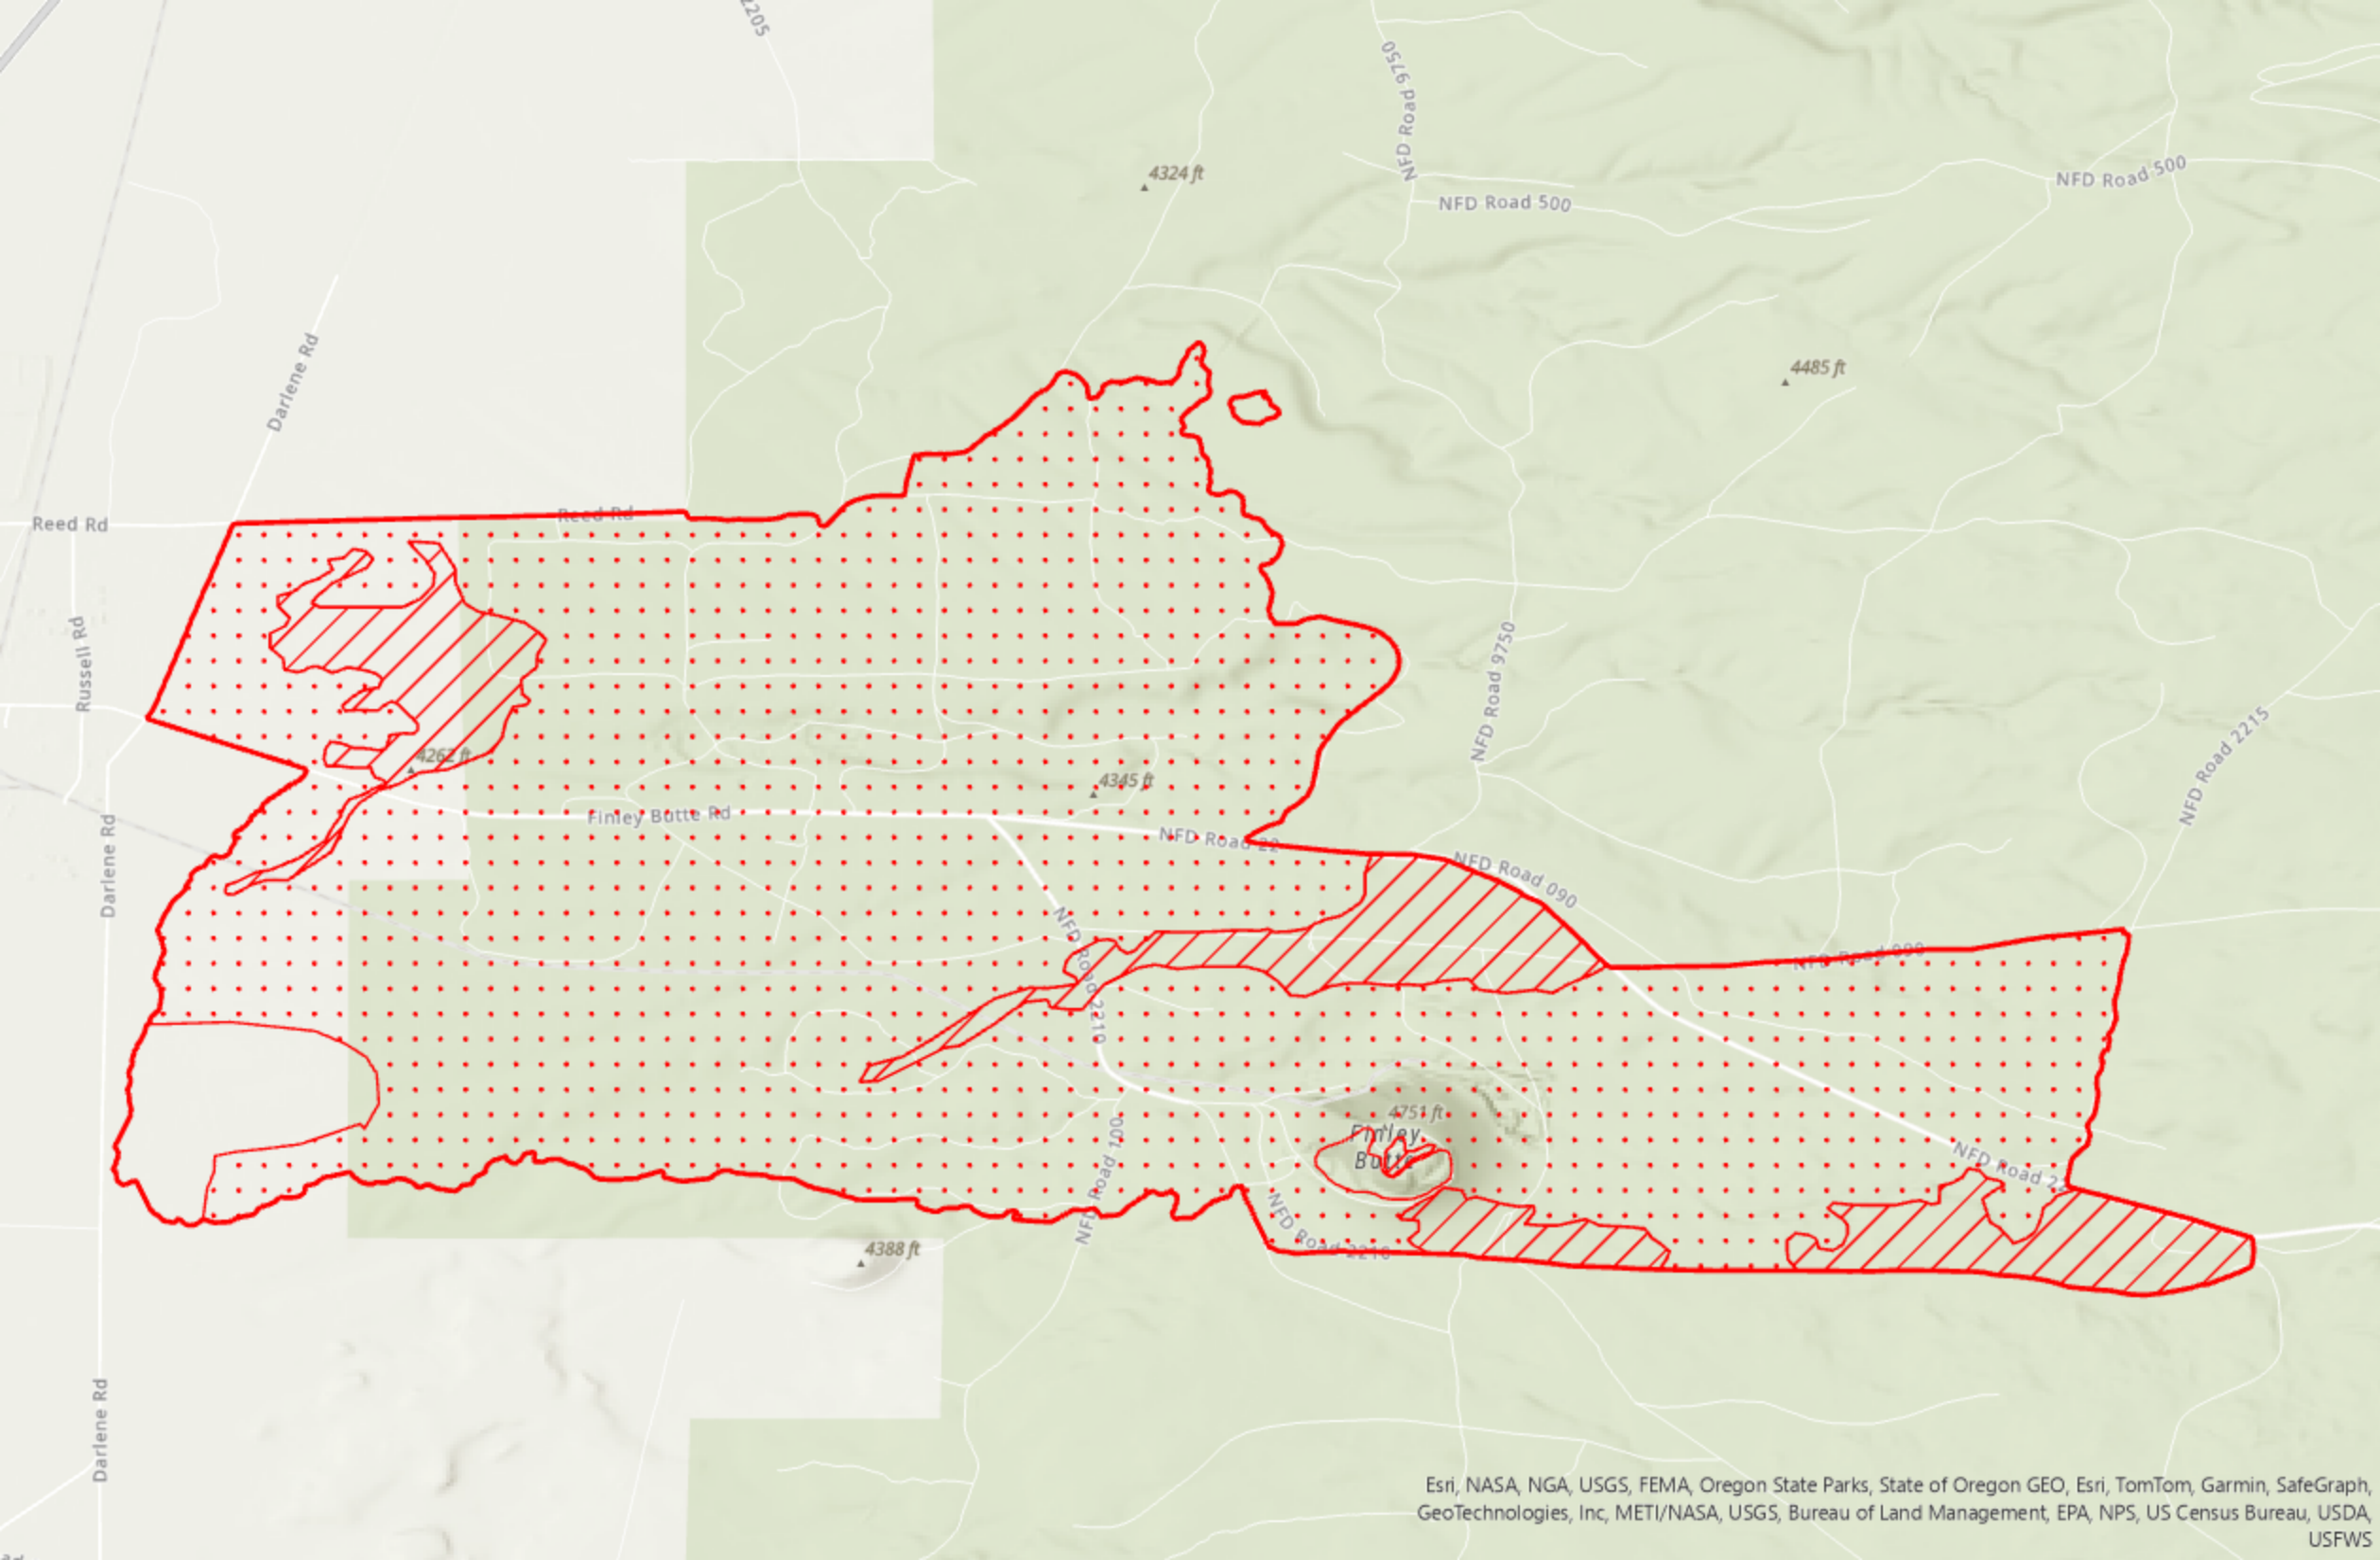 2205
NFD Road 9750
4324 ft
NFD Road 500
NFD Road 500
Darlene Rd
4485 ft
Reed Rd
Reed Rd
Russell Rd
NFD Road 9750
NFD Road 2215
4262 ft
4345 ft
Finley Butte Rd
NFD Road 22
Darlene Rd
NFD Road 090
NFD Road 2210
NFD Road 090
4751 ft
Finley
Butte
NFD Road 100
NFD Road 22
NFD Road 2210
4388 ft
Darlene Rd
Esri, NASA, NGA, USGS, FEMA, Oregon State Parks, State of Oregon GEO, Esri, TomTom, Garmin, SafeGraph,
GeoTechnologies, Inc, METI/NASA, USGS, Bureau of Land Management, EPA, NPS, US Census Bureau, USDA,
USFWS